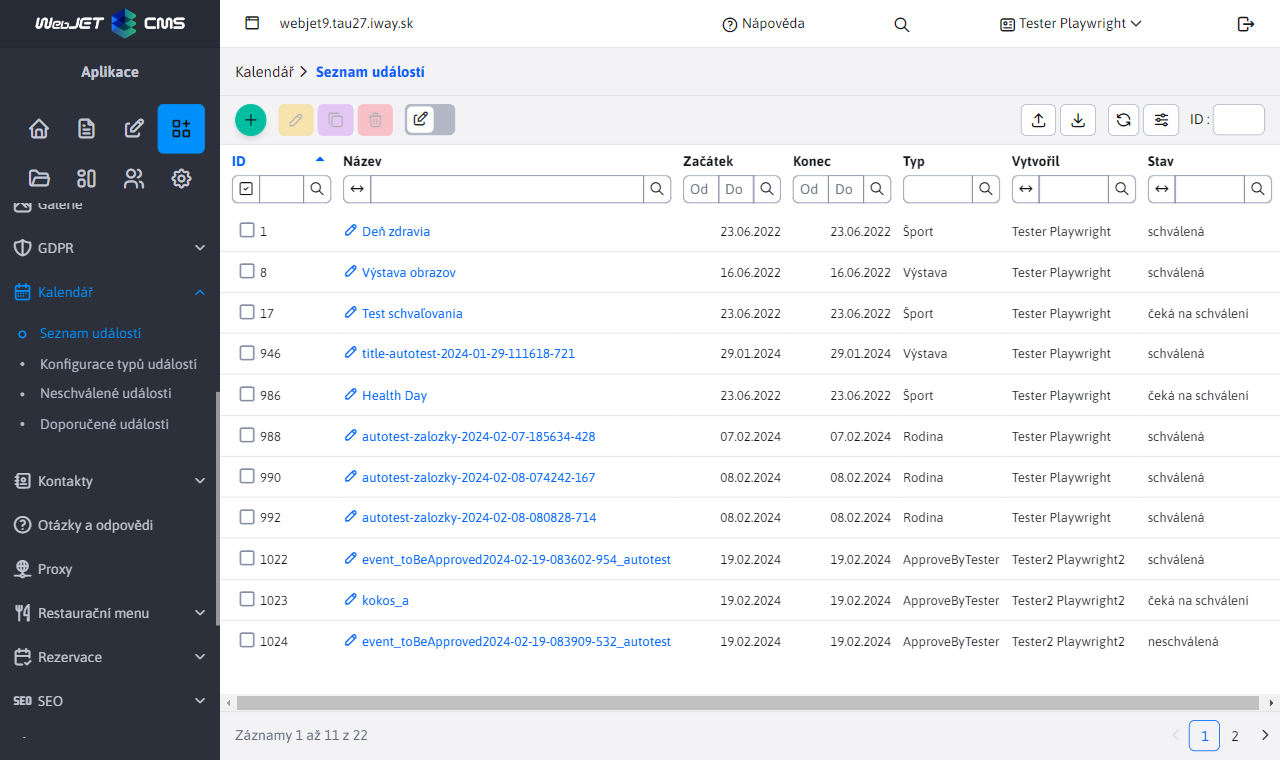 WebJET CMS
webjet9.tau27.iway.sk
Nápověda
Tester Playwright
Aplikace
Galerie
GDPR
Kalendář
Seznam událostí
Konfigurace typů událostí
Neschválené události
Doporučené události
Kontakty
Otázky a odpovědi
Proxy
Restaurační menu
Rezervace
SEO SEO
Kalendář Seznam událostí
ID :
ID Název Začátek Konec Typ Vytvořil Stav
Od Do Od Do
1 Deň zdravia 23.06.2022 23.06.2022 Šport Tester Playwright schválená
8 Výstava obrazov 16.06.2022 16.06.2022 Výstava Tester Playwright schválená
17 Test schvaľovania 23.06.2022 23.06.2022 Šport Tester Playwright čeká na schválení
946 title-autotest-2024-01-29-111618-721 29.01.2024 29.01.2024 Výstava Tester Playwright schválená
986 Health Day 23.06.2022 23.06.2022 Šport Tester Playwright čeká na schválení
988 autotest-zalozky-2024-02-07-185634-428 07.02.2024 07.02.2024 Rodina Tester Playwright schválená
990 autotest-zalozky-2024-02-08-074242-167 08.02.2024 08.02.2024 Rodina Tester Playwright schválená
992 autotest-zalozky-2024-02-08-080828-714 08.02.2024 08.02.2024 Rodina Tester Playwright schválená
1022 event_toBeApproved2024-02-19-083602-954_autotest 19.02.2024 19.02.2024 ApproveByTester Tester2 Playwright2 schválená
1023 kokos_a 19.02.2024 19.02.2024 ApproveByTester Tester2 Playwright2 čeká na schválení
1024 event_toBeApproved2024-02-19-083909-532_autotest 19.02.2024 19.02.2024 ApproveByTester Tester2 Playwright2 neschválená
Záznamy 1 až 11 z 22
1 2